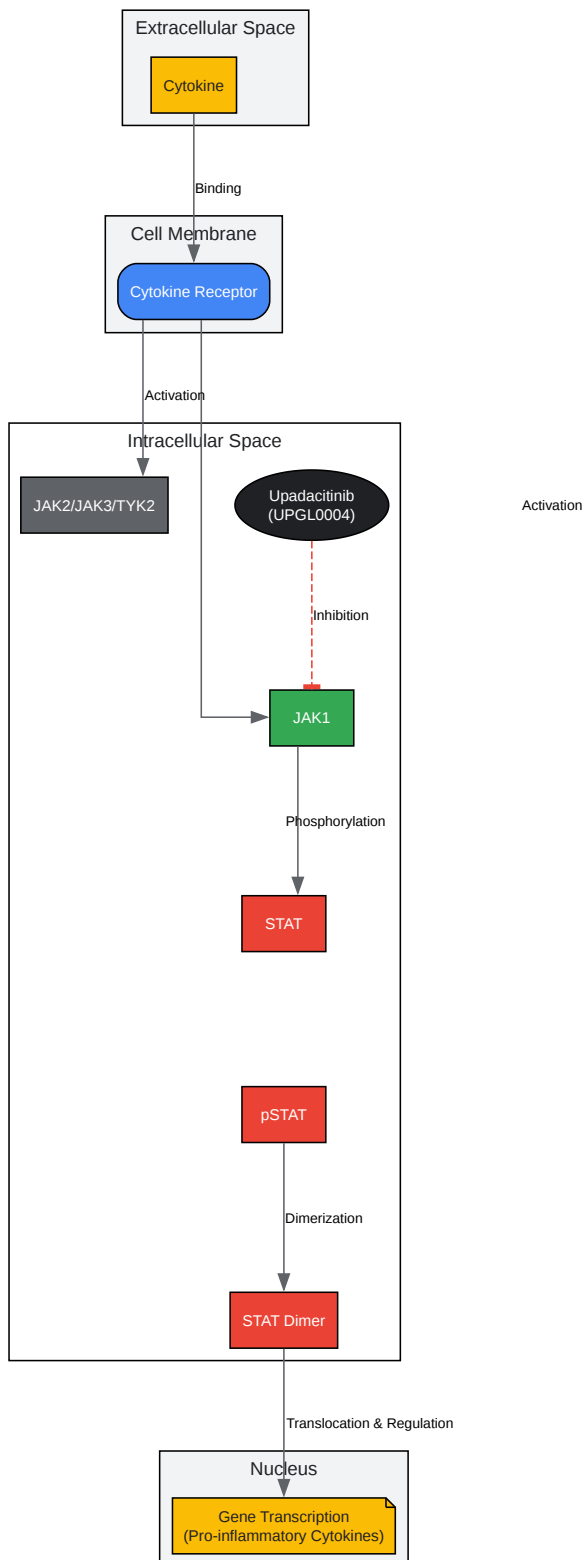 Extracellular Space
Cytokine
Binding
Cell Membrane
Cytokine Receptor
Activation
Intracellular Space
JAK2/JAK3/TYK2
Upadacitinib
(UPGL0004)
Activation
Inhibition
JAK1
Phosphorylation
STAT
pSTAT
Dimerization
STAT Dimer
Translocation & Regulation
Nucleus
Gene Transcription
(Pro-inflammatory Cytokines)